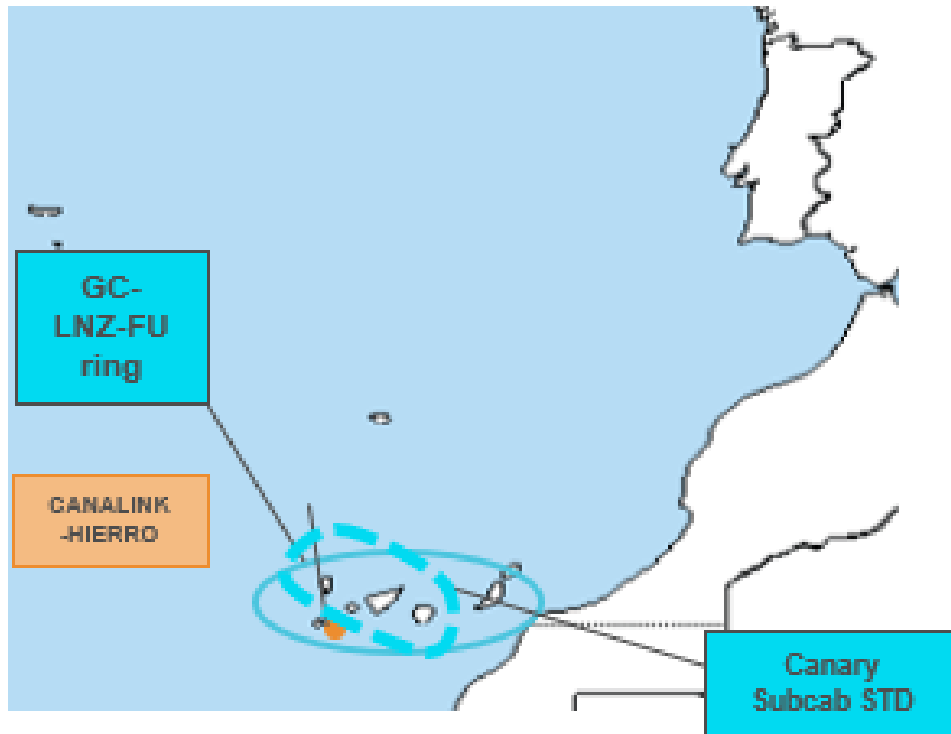 GC-
LNZ-FU
ring
CANALINK
-HIERRO
Canary
Subcab STD